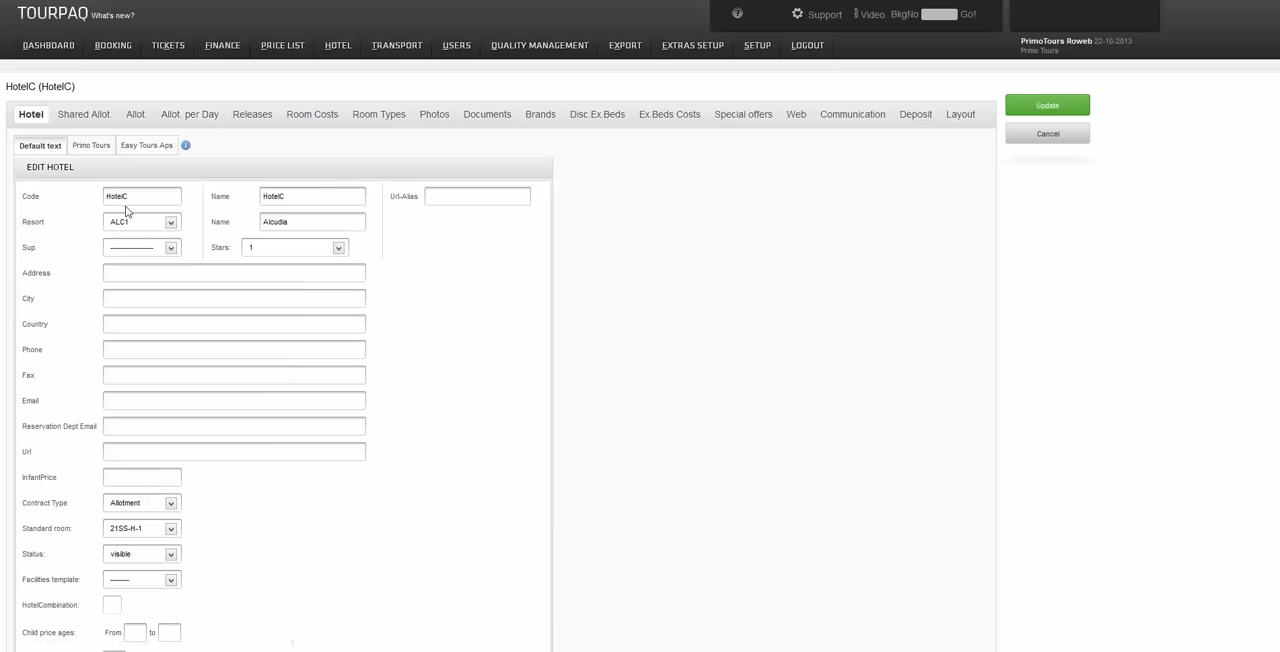 TOURPAQ What's new?
Support Video BkgNo Go!
DASHBOARD BOOKING TICKETS FINANCE PRICE LIST HOTEL TRANSPORT USERS QUALITY MANAGEMENT EXPORT EXTRAS SETUP SETUP LOGOUT
PrimoTours Roweb 22-10-2013
Primo Tours
HotelC (HotelC)
Hotel Shared Allot. Allot. Allot. per Day Releases Room Costs Room Types Photos Documents Brands Disc.Ex.Beds Ex.Beds Costs Special offers Web Communication Deposit Layout
Update
Cancel
Default text Primo Tours Easy Tours Aps
EDIT HOTEL
Code HotelC Name HotelC Url-Alias
Resort ALC1 Name Alcudia
Sup. ---------------- Stars: 1
Address
City
Country
Phone
Fax
Email
Reservation Dept Email
Url
InfantPrice
Contract Type Allotment
Standard room: 21SS-H-1
Status: visible
Facilities template: -------
HotelCombination:
Child price ages: From to